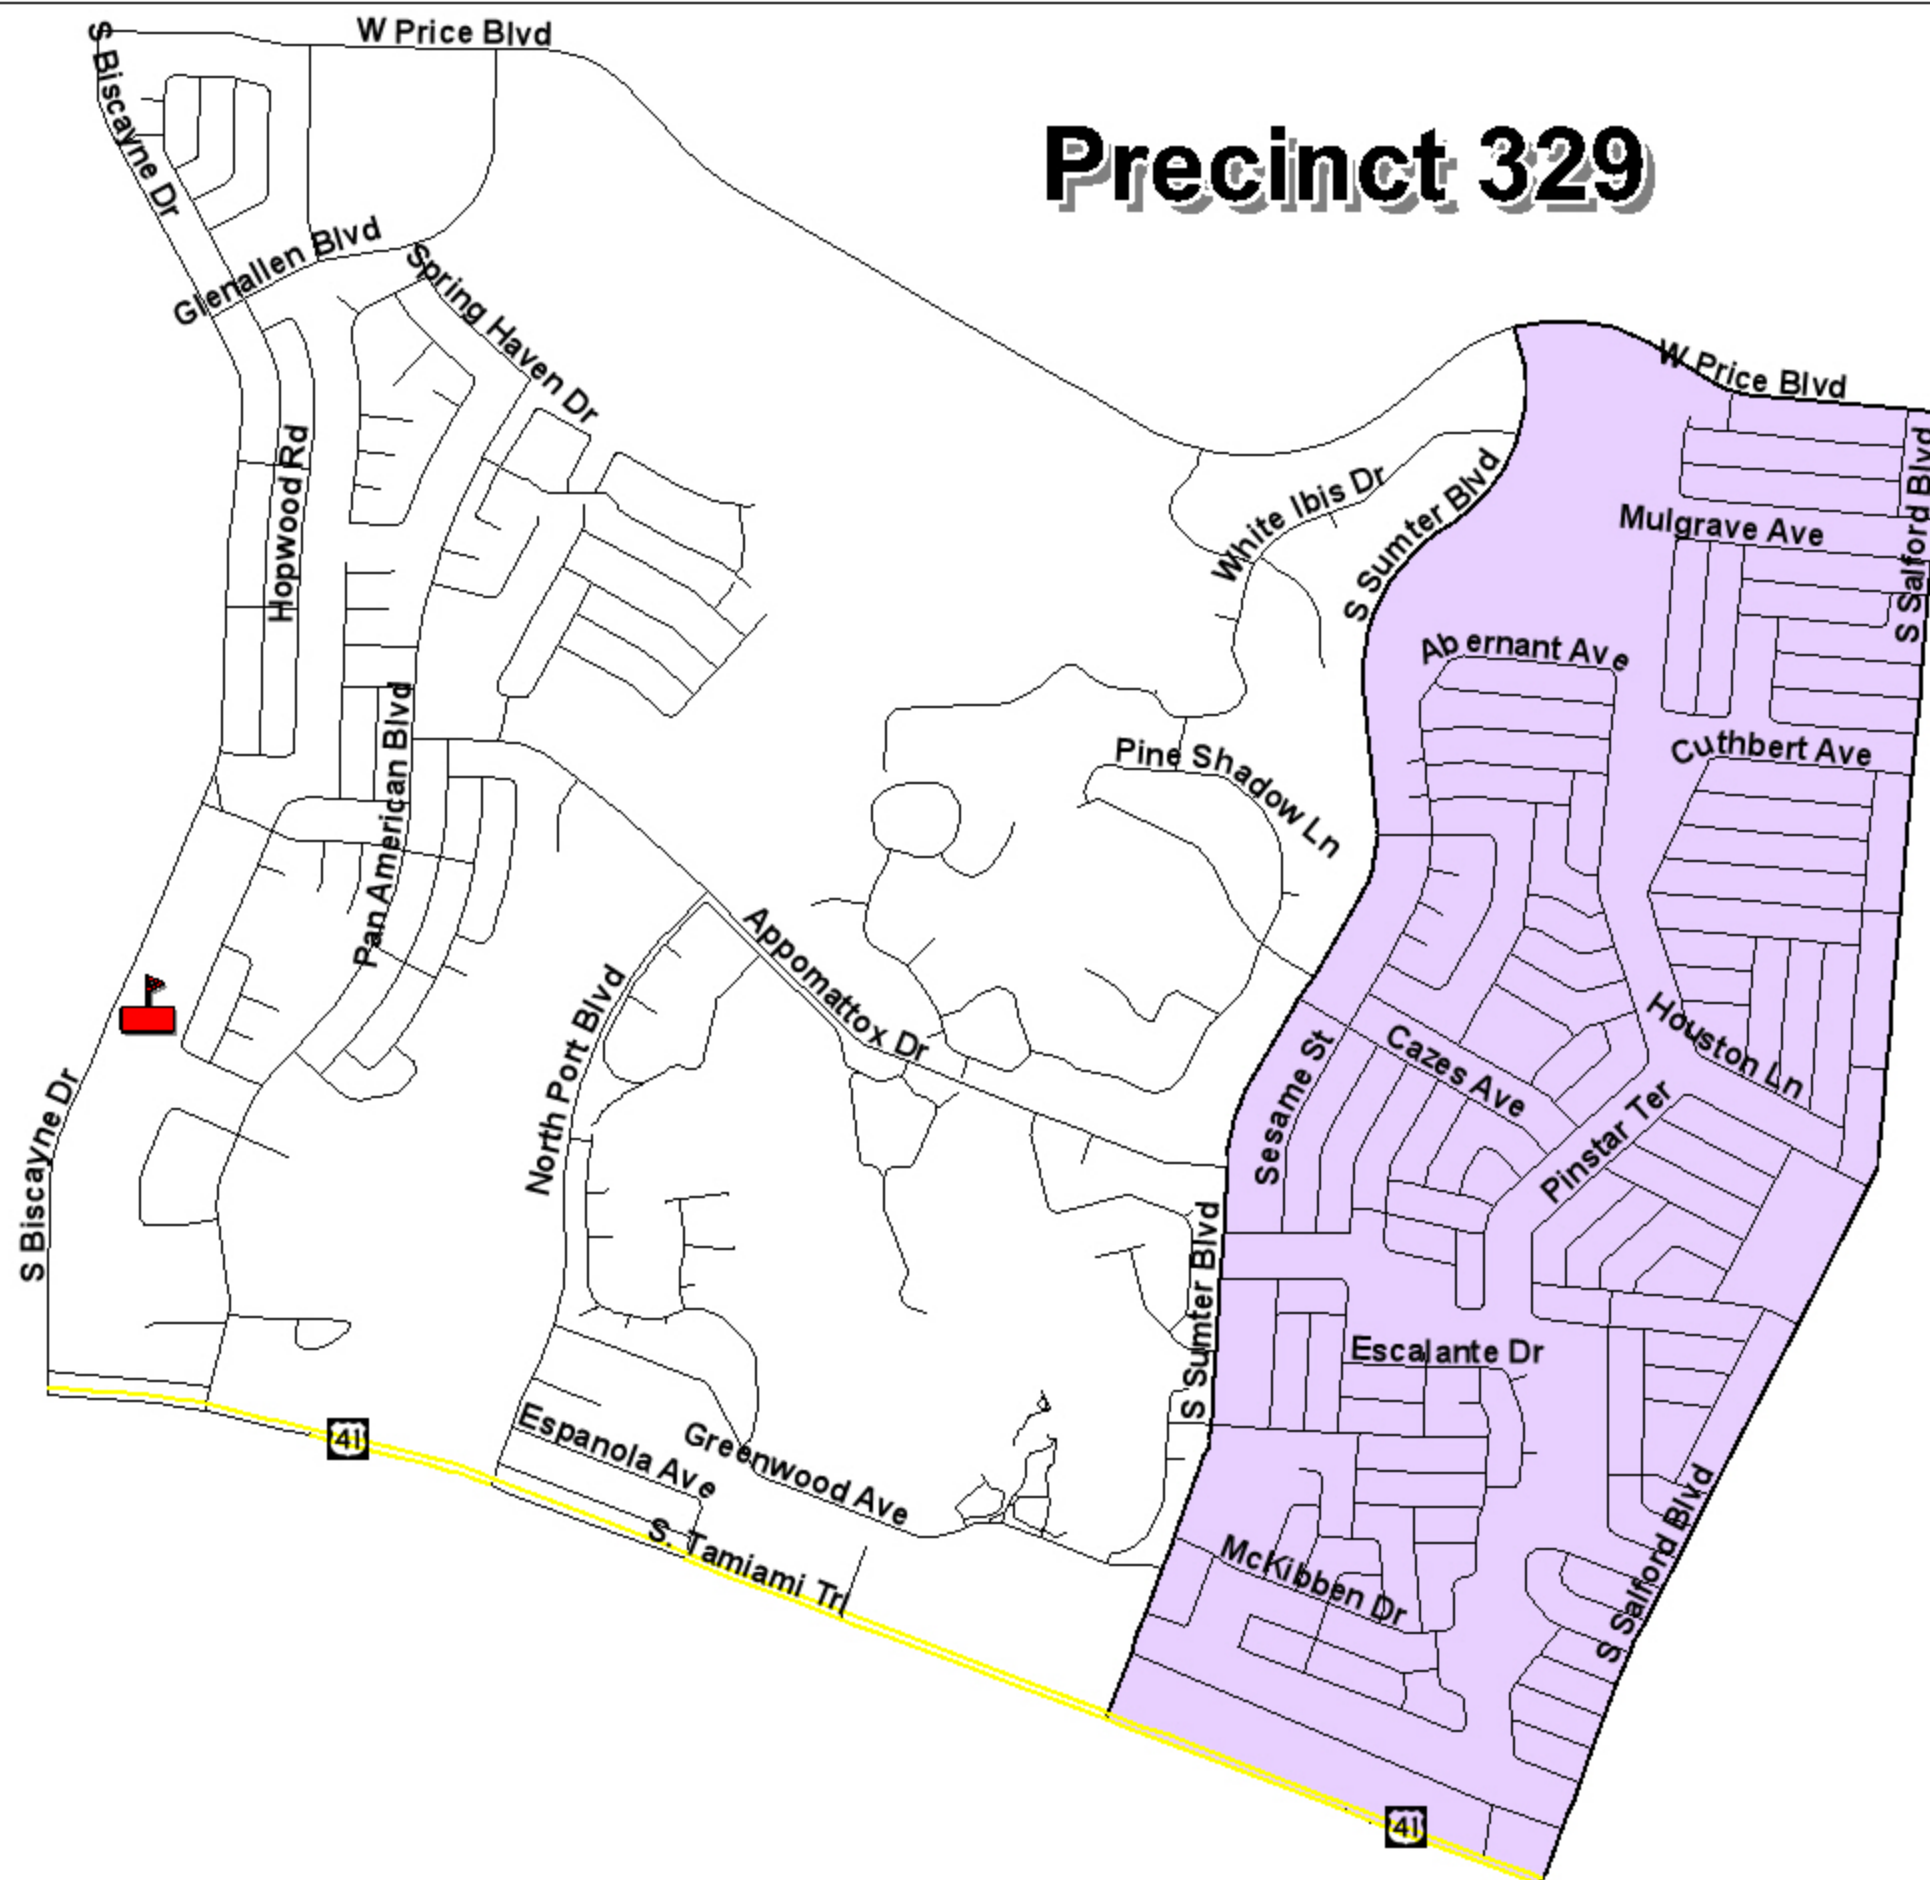 W Price Blvd
S Biscayne Dr
Precinct 329
Glenallen Blvd
Spring Haven Dr
W Price Blvd
S Salford Blvd
Hopwood Rd
White Ibis Dr
S Sumter Blvd
Mulgrave Ave
Abernant Ave
Pan American Blvd
Pine Shadow Ln
Cuthbert Ave
Appomattox Dr
North Port Blvd
S Biscayne Dr
Sesame St
Cazes Ave
Houston Ln
Pinstar Ter
S Sumter Blvd
Escalante Dr
41
Espanola Ave
Greenwood Ave
S. Tamiami Trl
McKibben Dr
S Salford Blvd
41